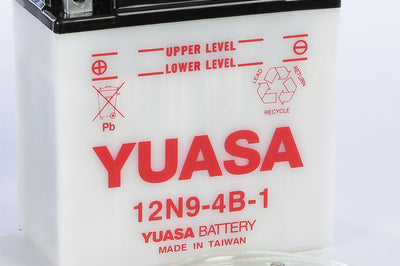 UPPER LEVEL
LOWER LEVEL
LEAD RETURN
RECYCLE
Pb
YUASA
12N9-4B-1
YUASA BATTERY
MADE IN TAIWAN